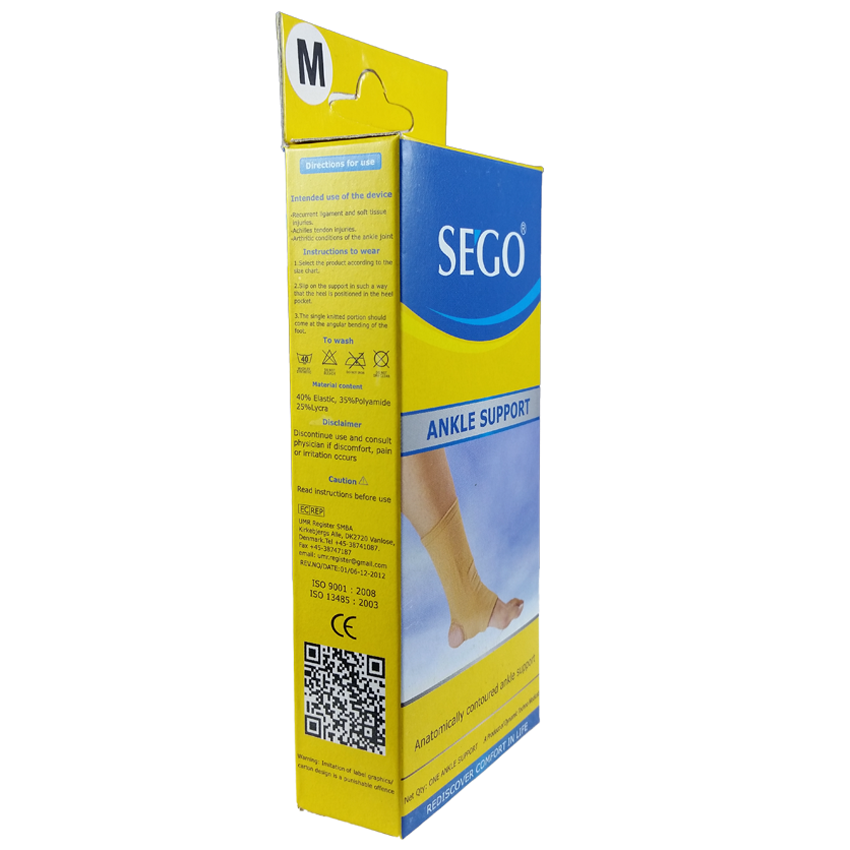 M
Directions for use
Intended use of the device
-Recurrent ligament and soft tissue
injuries.
-Achilles tendon injuries.
-Arthritic conditions of the ankle joint
Instructions to wear
1 Select the product according to the
size chart.
2.Slip on the support in such a way
that the heel is positioned in the heel
pocket.
3.The single knitted portion should
come at the angular bending of the
foot.
To wash
40
Material content
40% Elastic, 35%Polyamide
25%Lycra
Disclaimer
Discontinue use and consult
physician if discomfort, pain
or irritation occurs
Caution
Read instructions before use
EC REP
UMR Register SMBA
Kirkebjergs Alle, DK2720 Vanlose,
Denmark.Tel +45-38741087.
Fax +45-38747187
email: umr.register@gmail.com
REV.NO/DATE:01/06-12-2012
ISO 9001 : 2008
ISO 13485 : 2003
CE
Warning: Imitation of label graphics/
carton design is a punishable offence
SEGO®
ANKLE SUPPORT
Anatomically contoured ankle support
Net Qty: ONE ANKLE SUPPORT
REDISCOVER COMFORT IN LIFE